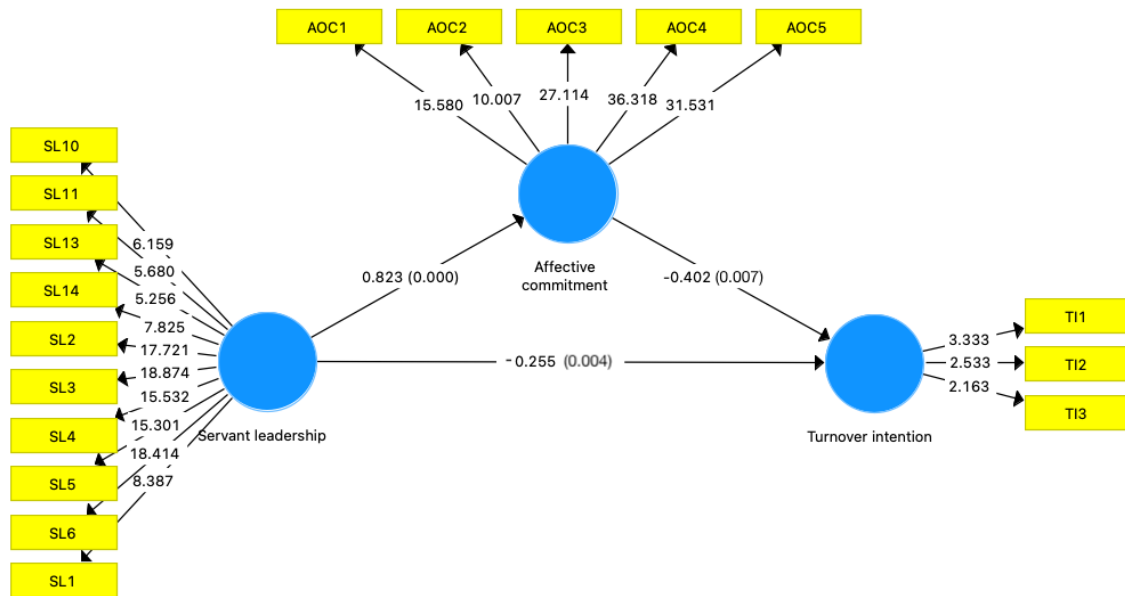 AOC1
AOC2
AOC3
AOC4
AOC5
15.580
10.007
27.114
36.318
31.531
SL10
SL11
SL13
SL14
SL2
SL3
SL4
SL5
SL6
SL1
6.159
5.680
5.256
7.825
17.721
18.874
15.532
15.301
18.414
8.387
Servant leadership
0.823 (0.000)
Affective
commitment
-0.402 (0.007)
-0.255 (0.004)
Turnover intention
3.333
2.533
2.163
TI1
TI2
TI3